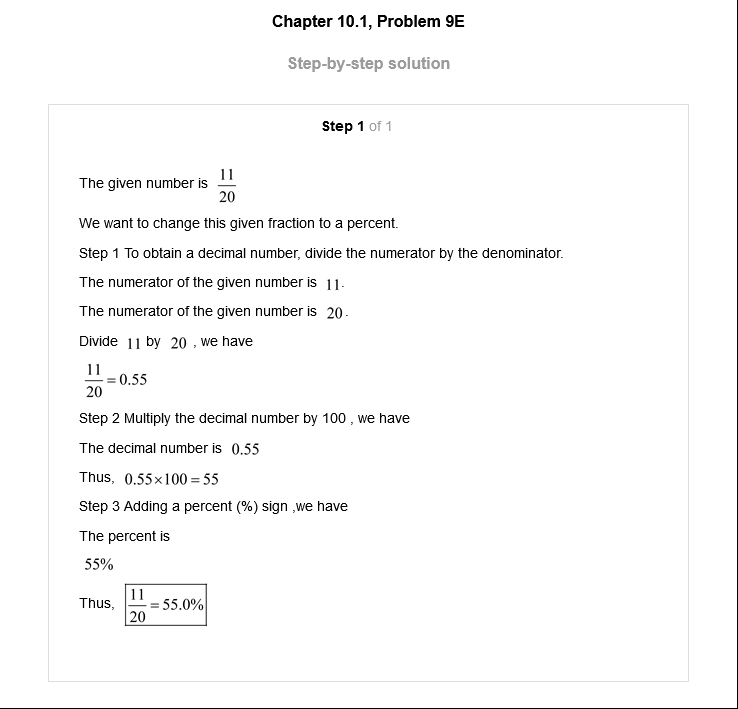 Chapter 10.1, Problem 9E
Step-by-step solution
Step 1 of 1
The given number is 11/20
We want to change this given fraction to a percent.
Step 1 To obtain a decimal number, divide the numerator by the denominator.
The numerator of the given number is 11.
The numerator of the given number is 20.
Divide 11 by 20 , we have
11/20 = 0.55
Step 2 Multiply the decimal number by 100 , we have
The decimal number is 0.55
Thus, 0.55×100 = 55
Step 3 Adding a percent (%) sign ,we have
The percent is
55%
Thus, 11/20 = 55.0%